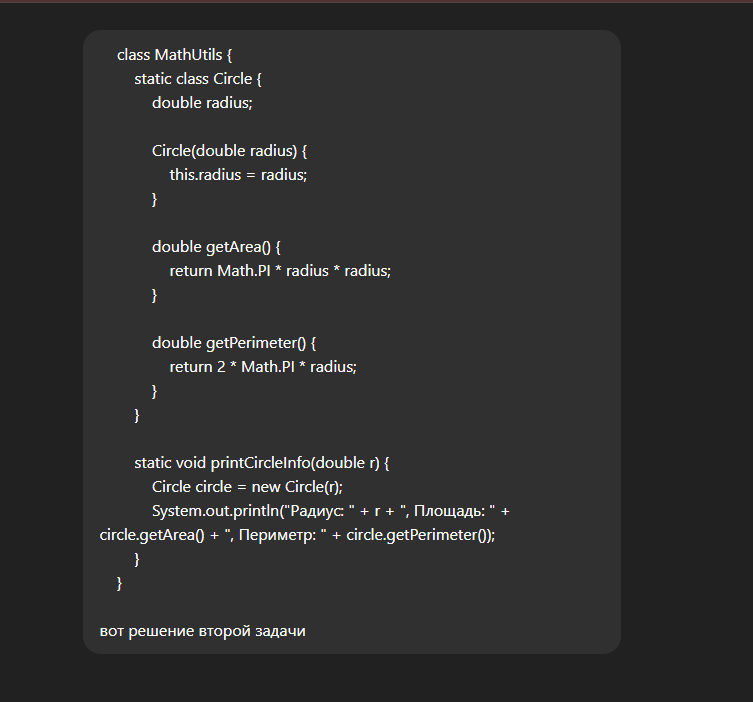 class MathUtils {
static class Circle {
double radius;
Circle(double radius) {
this.radius = radius;
}
double getArea() {
return Math.PI * radius * radius;
}
double getPerimeter() {
return 2 * Math.PI * radius;
}
}
static void printCircleInfo(double r) {
Circle circle = new Circle(r);
System.out.println("Радиус: " + r + ", Площадь: " +
circle.getArea() + ", Периметр: " + circle.getPerimeter());
}
}
вот решение второй задачи